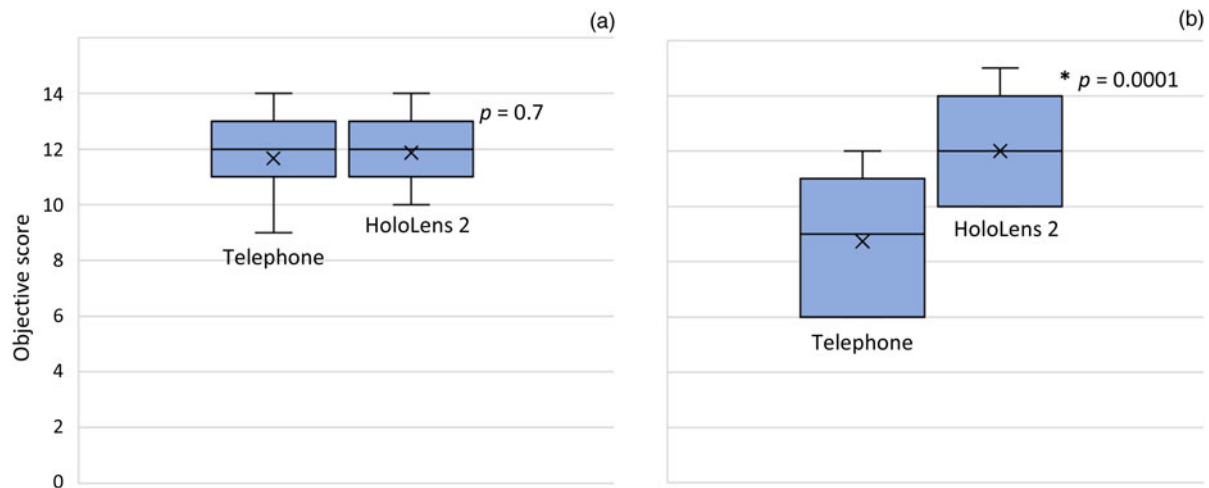 (a)
(b)
Objective score
14
12
10
8
6
4
2
0
p = 0.7
HoloLens 2
Telephone
* p = 0.0001
HoloLens 2
Telephone